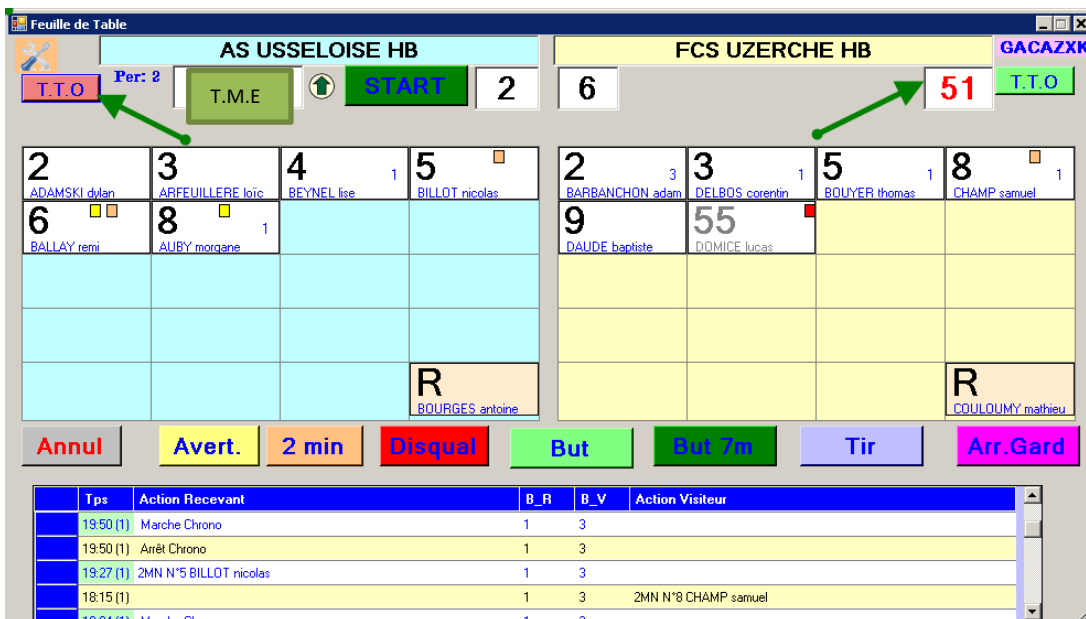 Feuille de Table
AS USSELOISE HB FCS UZERCHE HB GACAZXK
T.T.O Per: 2 T.M.E START 2 6 51 T.T.O
2 3 4 1 5 2 3 3 1 5 1 8 1
ADAMSKI dylan ARFEUILLERE loïc BEYNEL lise BILLOT nicolas BARBANCHON adam DELBOS corentin BOUYER thomas CHAMP samuel
6 8 1 9 55
BALLAY remi AUBY morgane DAUDE baptiste DOMICE lucas
R R
BOURGES antoine COULOUMY mathieu
Annul Avert. 2 min Disqual But But 7m Tir Arr.Gard
Tps Action Recevant B_R B_V Action Visiteur
19:50 (1) Marche Chrono 1 3
19:50 (1) Arrêt Chrono 1 3
19:27 (1) 2MN N°5 BILLOT nicolas 1 3
18:15 (1) 1 3 2MN N°8 CHAMP samuel